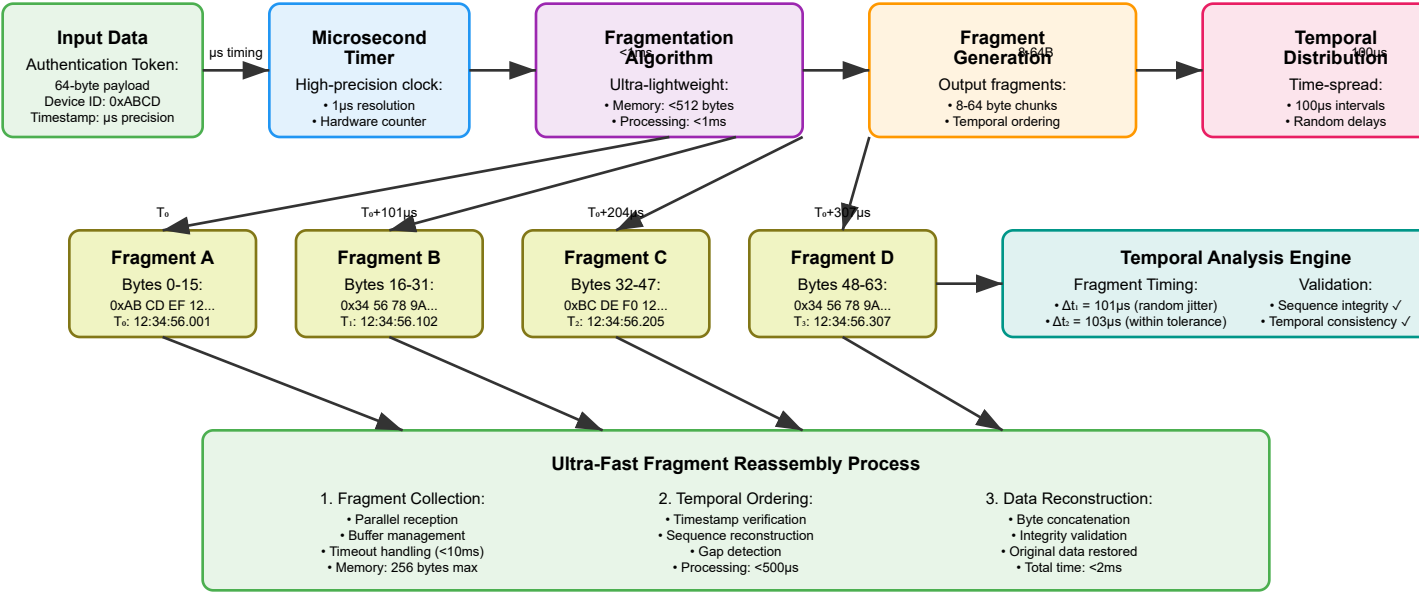 Input Data
Authentication Token:
64-byte payload
Device ID: 0xABCD
Timestamp: μs precision
μs timing
Microsecond
Timer
High-precision clock:
• 1μs resolution
• Hardware counter
<1ms
Fragmentation
Algorithm
Ultra-lightweight:
• Memory: <512 bytes
• Processing: <1ms
8-64B
Fragment
Generation
Output fragments:
• 8-64 byte chunks
• Temporal ordering
100μs
Temporal
Distribution
Time-spread:
• 100μs intervals
• Random delays
T₀
T₀+101μs
T₀+204μs
T₀+307μs
Fragment A
Bytes 0-15:
0xAB CD EF 12...
T₀: 12:34:56.001
Fragment B
Bytes 16-31:
0x34 56 78 9A...
T₁: 12:34:56.102
Fragment C
Bytes 32-47:
0xBC DE F0 12...
T₂: 12:34:56.205
Fragment D
Bytes 48-63:
0x34 56 78 9A...
T₃: 12:34:56.307
Temporal Analysis Engine
Fragment Timing:
• Δt₁ = 101μs (random jitter)
• Δt₂ = 103μs (within tolerance)
Validation:
• Sequence integrity ✓
• Temporal consistency ✓
Ultra-Fast Fragment Reassembly Process
1. Fragment Collection:
• Parallel reception
• Buffer management
• Timeout handling (<10ms)
• Memory: 256 bytes max
2. Temporal Ordering:
• Timestamp verification
• Sequence reconstruction
• Gap detection
• Processing: <500μs
3. Data Reconstruction:
• Byte concatenation
• Integrity validation
• Original data restored
• Total time: <2ms